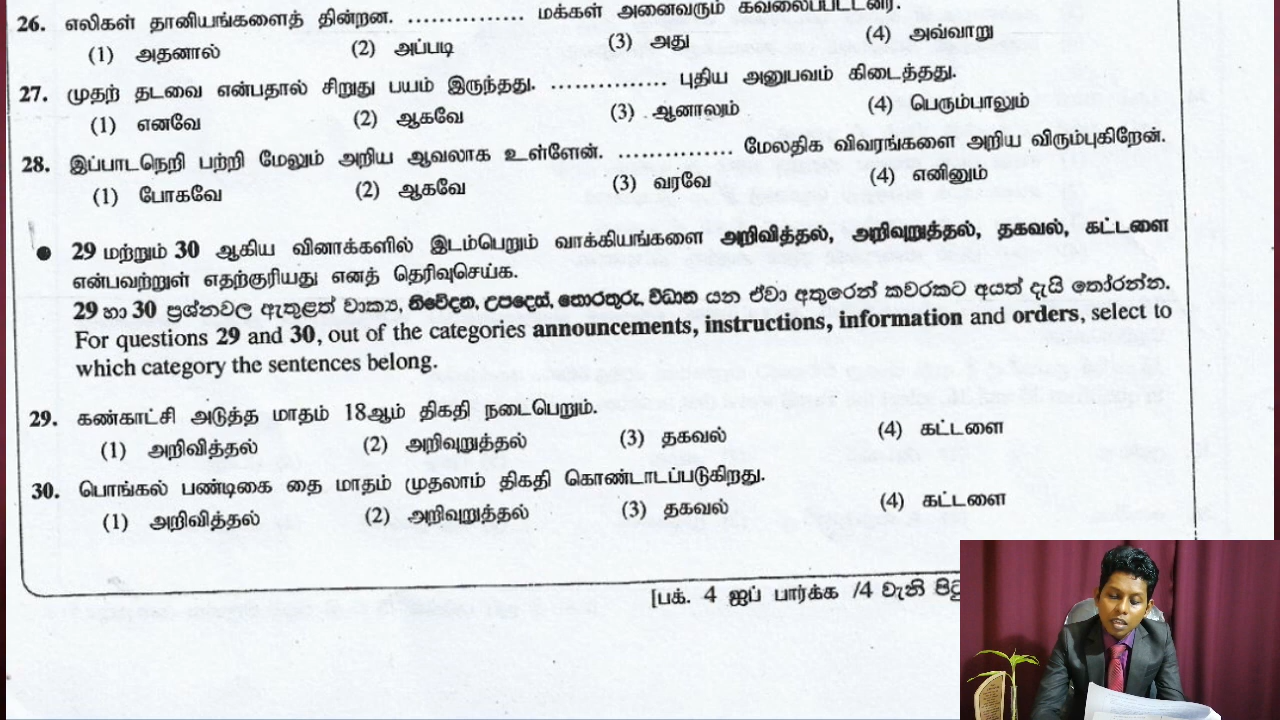 26. எலிகள் தானியங்களைத் தின்றன. ............... மக்கள் அனைவரும் கவலைப்பட்டனர்.
(1) அதனால் (2) அப்படி (3) அது (4) அவ்வாறு
27. முதற் தடவை என்பதால் சிறுது பயம் இருந்தது. ............... புதிய அனுபவம் கிடைத்தது.
(1) எனவே (2) ஆகவே (3) ஆனாலும் (4) பெரும்பாலும்
28. இப்பாடநெறி பற்றி மேலும் அறிய ஆவலாக உள்ளேன். ............... மேலதிக விவரங்களை அறிய விரும்புகிறேன்.
(1) போகவே (2) ஆகவே (3) வரவே (4) எனினும்
● 29 மற்றும் 30 ஆகிய வினாக்களில் இடம்பெறும் வாக்கியங்களை அறிவித்தல், அறிவுறுத்தல், தகவல், கட்டளை
என்பவற்றுள் எதற்குரியது எனத் தெரிவுசெய்க.
29 හා 30 ප්‍රශ්නවල ඇතුළත් වාක්‍ය, නිවේදන, උපදෙස්, තොරතුරු, විධාන යන ඒවා අතුරෙන් කවරකට අයත් දැයි තෝරන්න.
For questions 29 and 30, out of the categories announcements, instructions, information and orders, select to
which category the sentences belong.
29. கண்காட்சி அடுத்த மாதம் 18ஆம் திகதி நடைபெறும்.
(1) அறிவித்தல் (2) அறிவுறுத்தல் (3) தகவல் (4) கட்டளை
30. பொங்கல் பண்டிகை தை மாதம் முதலாம் திகதி கொண்டாடப்படுகிறது.
(1) அறிவித்தல் (2) அறிவுறுத்தல் (3) தகவல் (4) கட்டளை
[பக். 4 ஐப் பார்க்க /4 වැනි